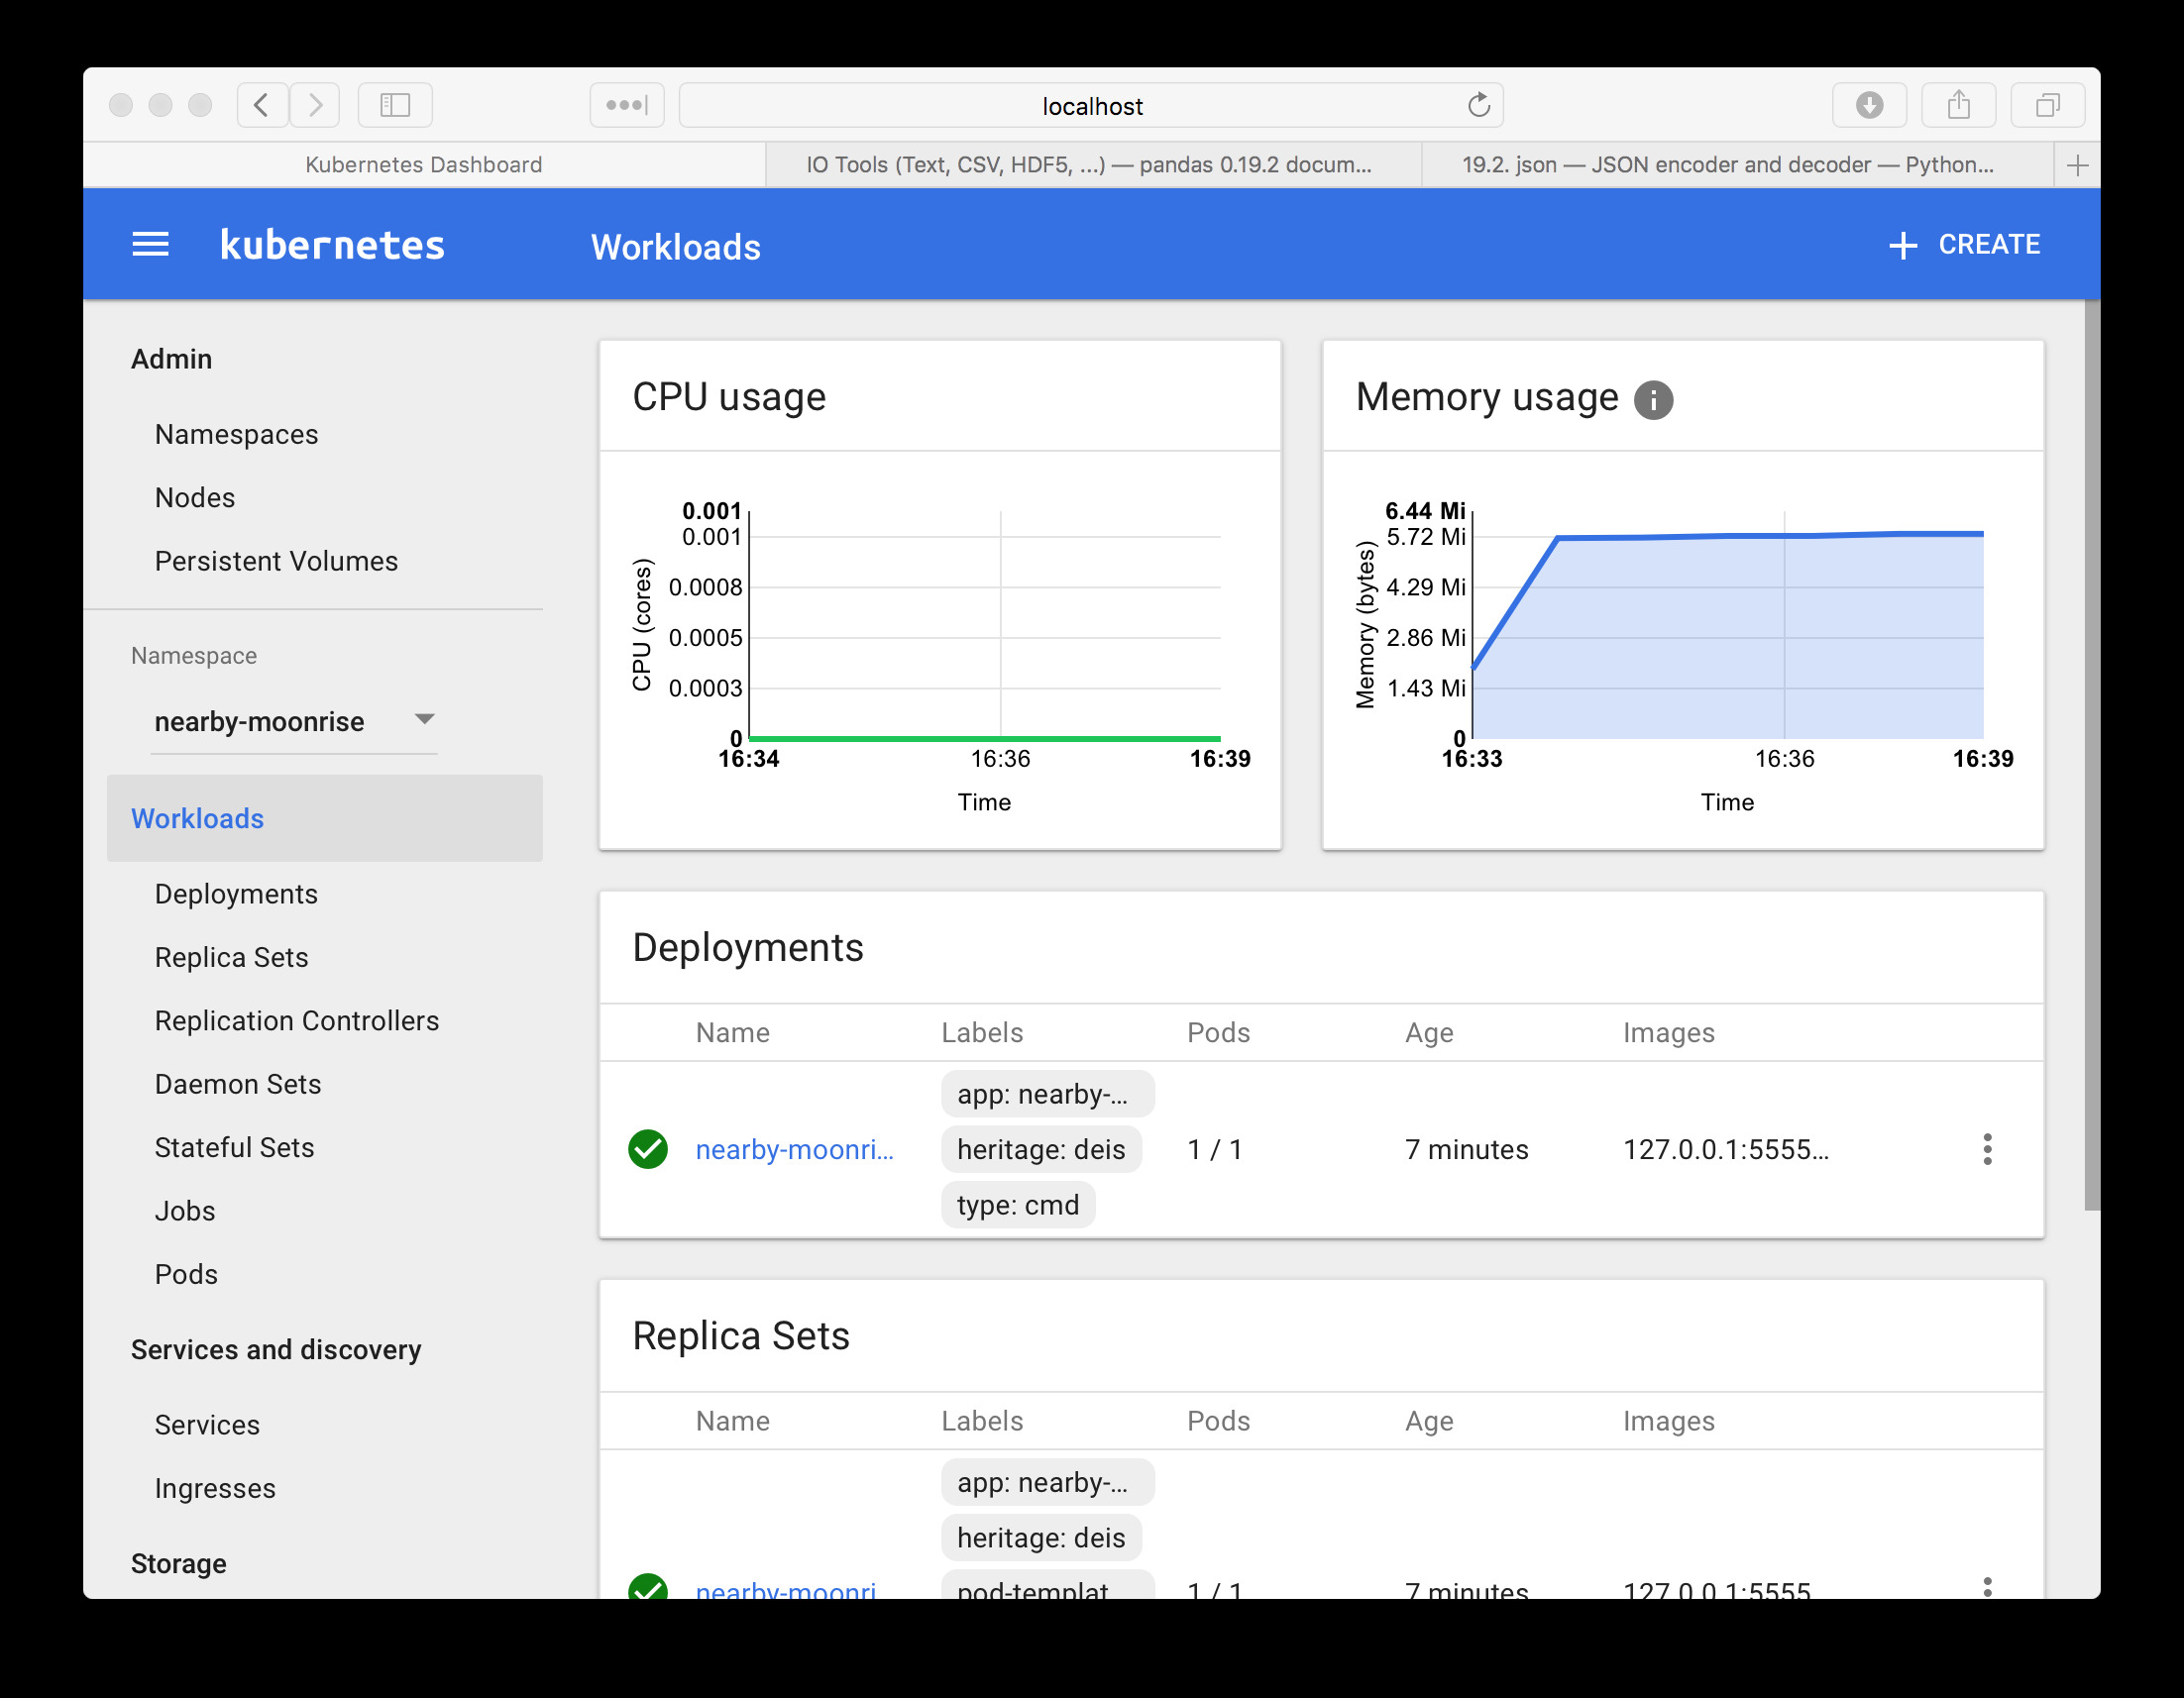 localhost
Kubernetes Dashboard
IO Tools (Text, CSV, HDF5, ...) — pandas 0.19.2 docum...
19.2. json — JSON encoder and decoder — Python...
kubernetes
Workloads
CREATE
Admin
Namespaces
Nodes
Persistent Volumes
Namespace
nearby-moonrise
Workloads
Deployments
Replica Sets
Replication Controllers
Daemon Sets
Stateful Sets
Jobs
Pods
Services and discovery
Services
Ingresses
Storage
CPU usage
CPU (cores)
0.001
0.001
0.0008
0.0005
0.0003
0
16:34 16:36 16:39
Time
Memory usage
Memory (bytes)
6.44 Mi
5.72 Mi
4.29 Mi
2.86 Mi
1.43 Mi
0
16:33 16:36 16:39
Time
Deployments
Name Labels Pods Age Images
app: nearby-...
nearby-moonri... heritage: deis 1 / 1 7 minutes 127.0.0.1:5555...
type: cmd
Replica Sets
Name Labels Pods Age Images
app: nearby-...
heritage: deis
nearby-moonri pod-templat 1 / 1 7 minutes 127.0.0.1:5555